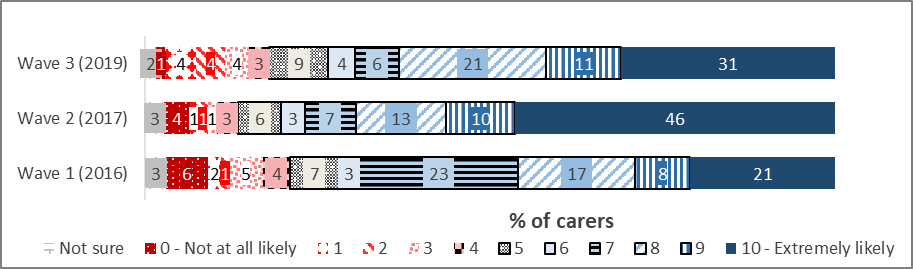 Wave 3 (2019) 2 1 4 4 4 3 9 4 6 21 11 31
Wave 2 (2017) 3 4 1 1 1 3 6 3 7 13 10 46
Wave 1 (2016) 3 6 2 1 5 4 7 3 23 17 8 21
% of carers
Not sure 0 - Not at all likely 1 2 3 4 5 6 7 8 9 10 - Extremely likely